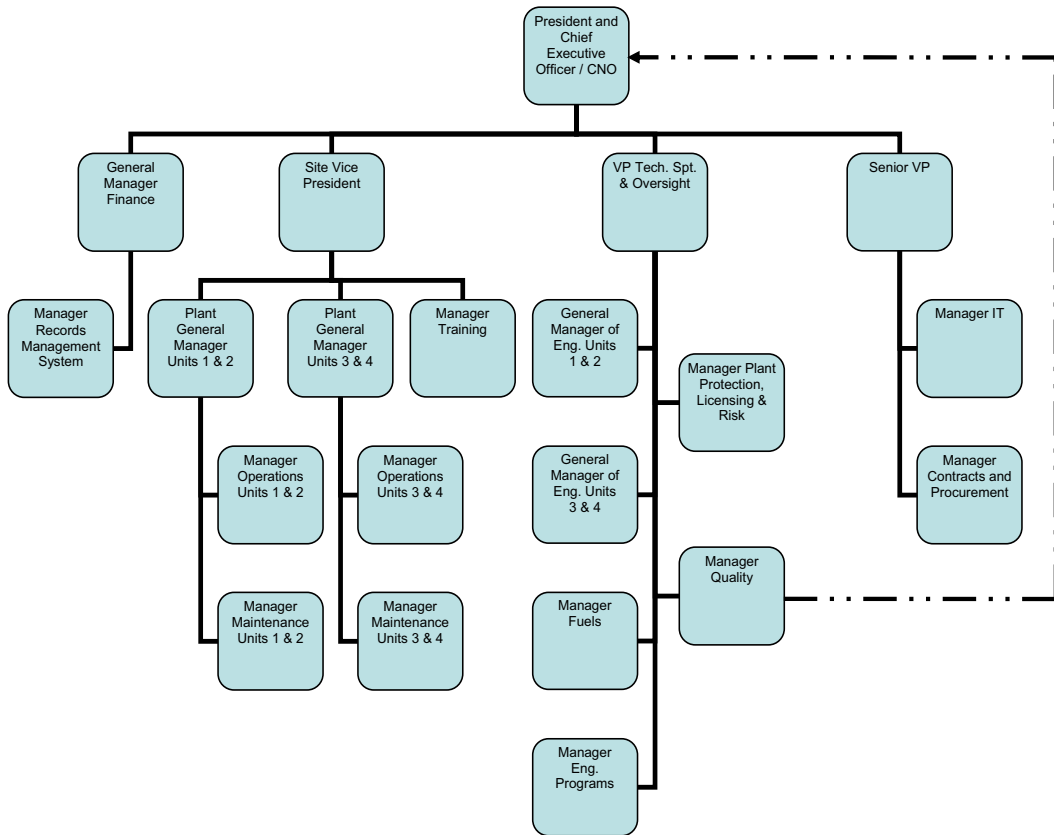 President and
Chief
Executive
Officer / CNO
General
Manager
Finance
Site Vice
President
VP Tech. Spt.
& Oversight
Senior VP
Manager
Records
Management
System
Plant
General
Manager
Units 1 & 2
Plant
General
Manager
Units 3 & 4
Manager
Training
General
Manager of
Eng. Units
1 & 2
Manager IT
Manager Plant
Protection,
Licensing &
Risk
Manager
Operations
Units 1 & 2
Manager
Operations
Units 3 & 4
General
Manager of
Eng. Units
3 & 4
Manager
Contracts and
Procurement
Manager
Quality
Manager
Maintenance
Units 1 & 2
Manager
Maintenance
Units 3 & 4
Manager
Fuels
Manager
Eng.
Programs